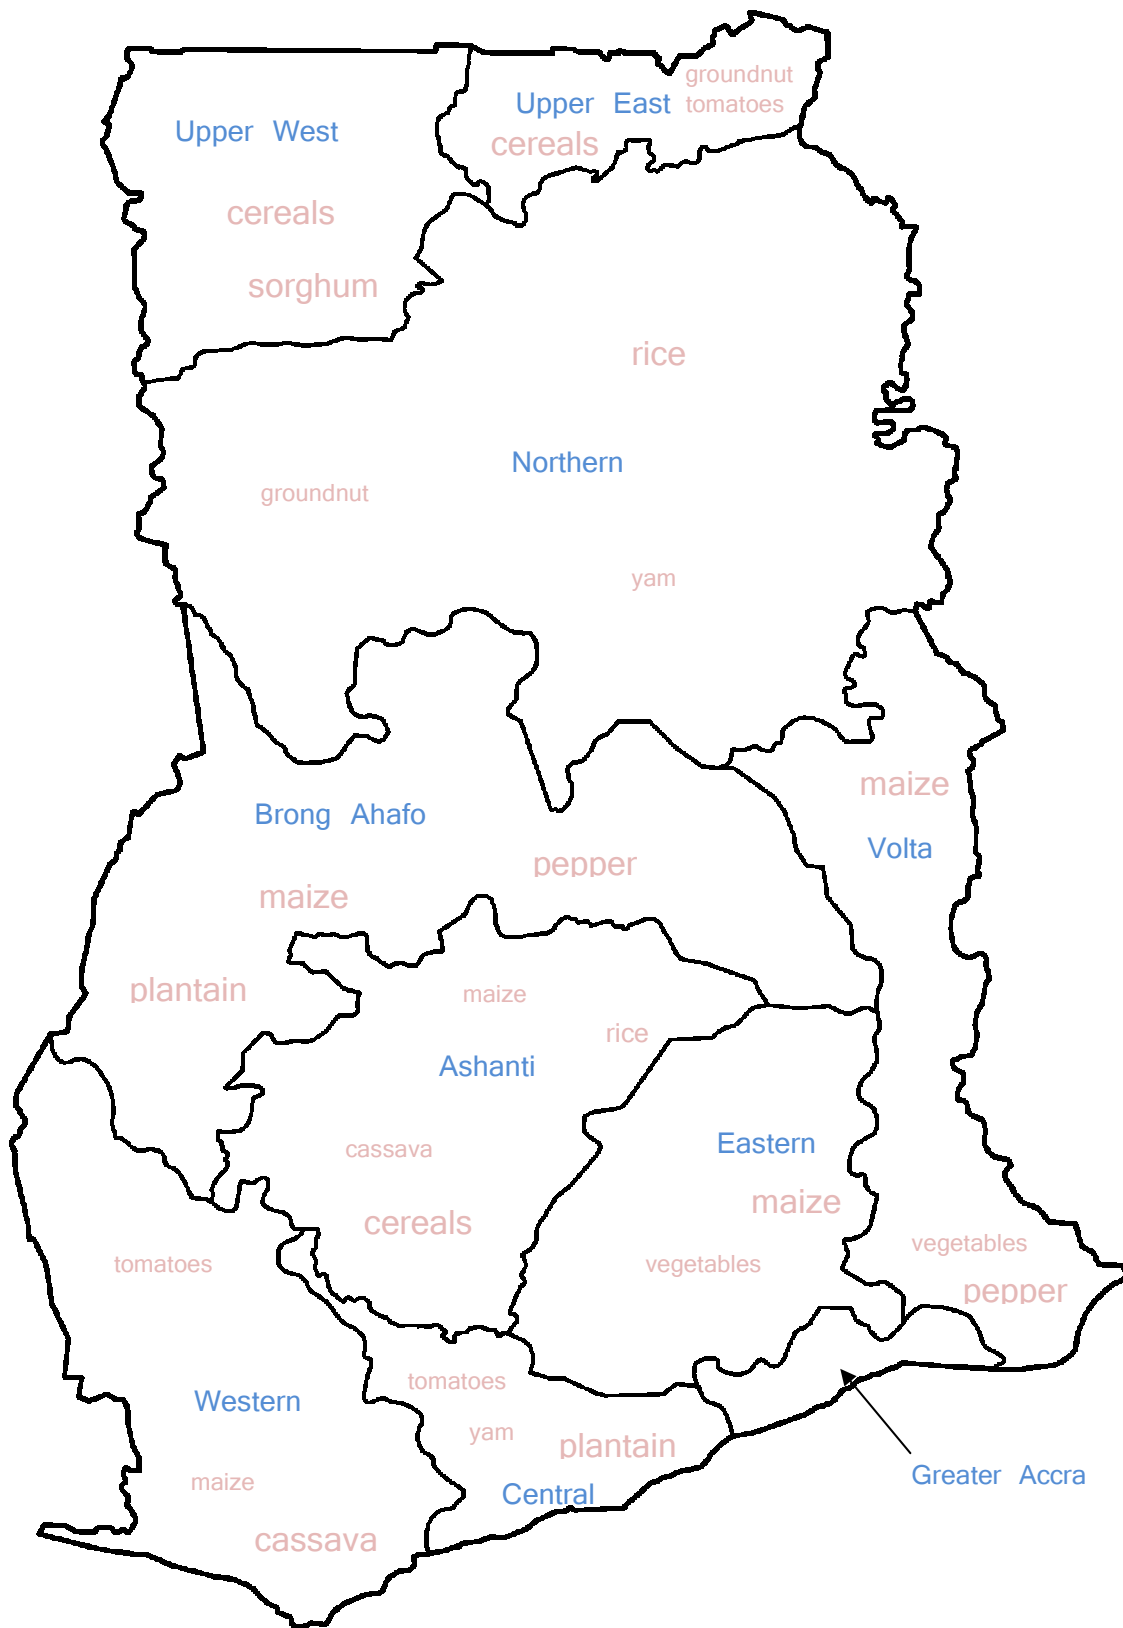 groundnut
Upper East tomatoes
Upper West
cereals
cereals
sorghum
rice
Northern
groundnut
yam
maize
Brong Ahafo
Volta
pepper
maize
plantain
maize
rice
Ashanti
Eastern
cassava
maize
cereals
vegetables
tomatoes
vegetables
pepper
tomatoes
Western
yam
plantain
maize
Greater Accra
Central
cassava